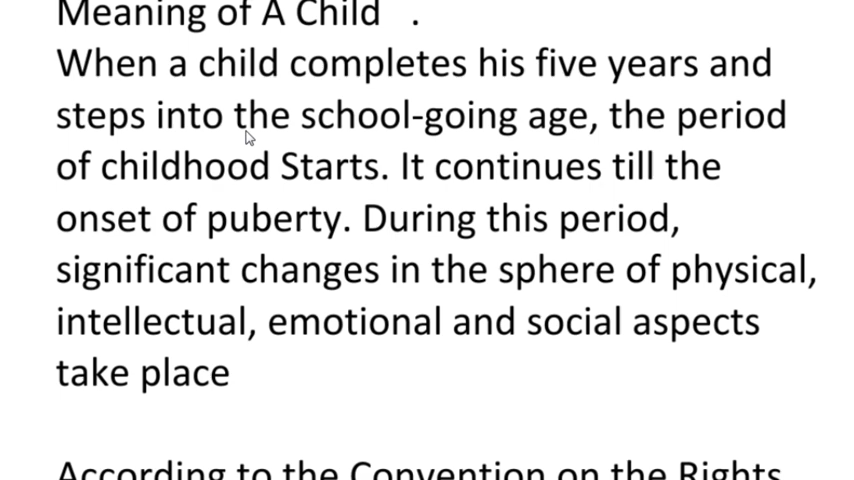 Meaning of A Child .
When a child completes his five years and
steps into the school-going age, the period
of childhood Starts. It continues till the
onset of puberty. During this period,
significant changes in the sphere of physical,
intellectual, emotional and social aspects
take place
According to the Convention on the Rights